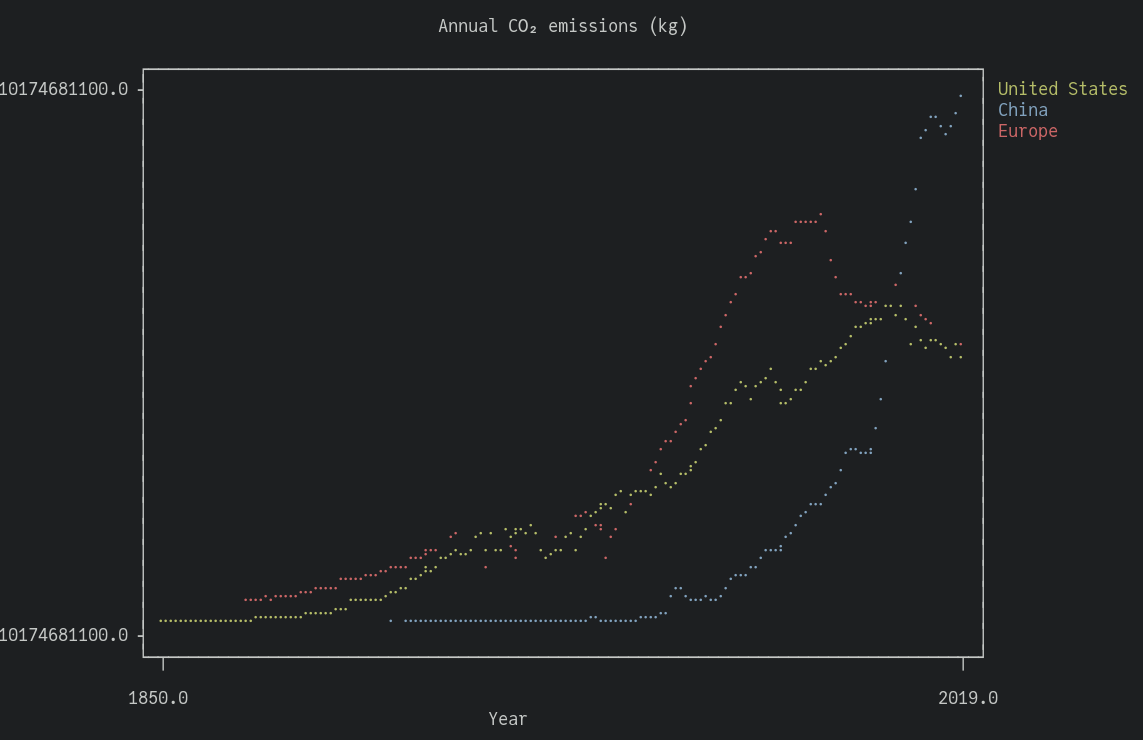 Annual CO₂ emissions (kg)
10174681100.0
United States
China
Europe
10174681100.0
1850.0
2019.0
Year